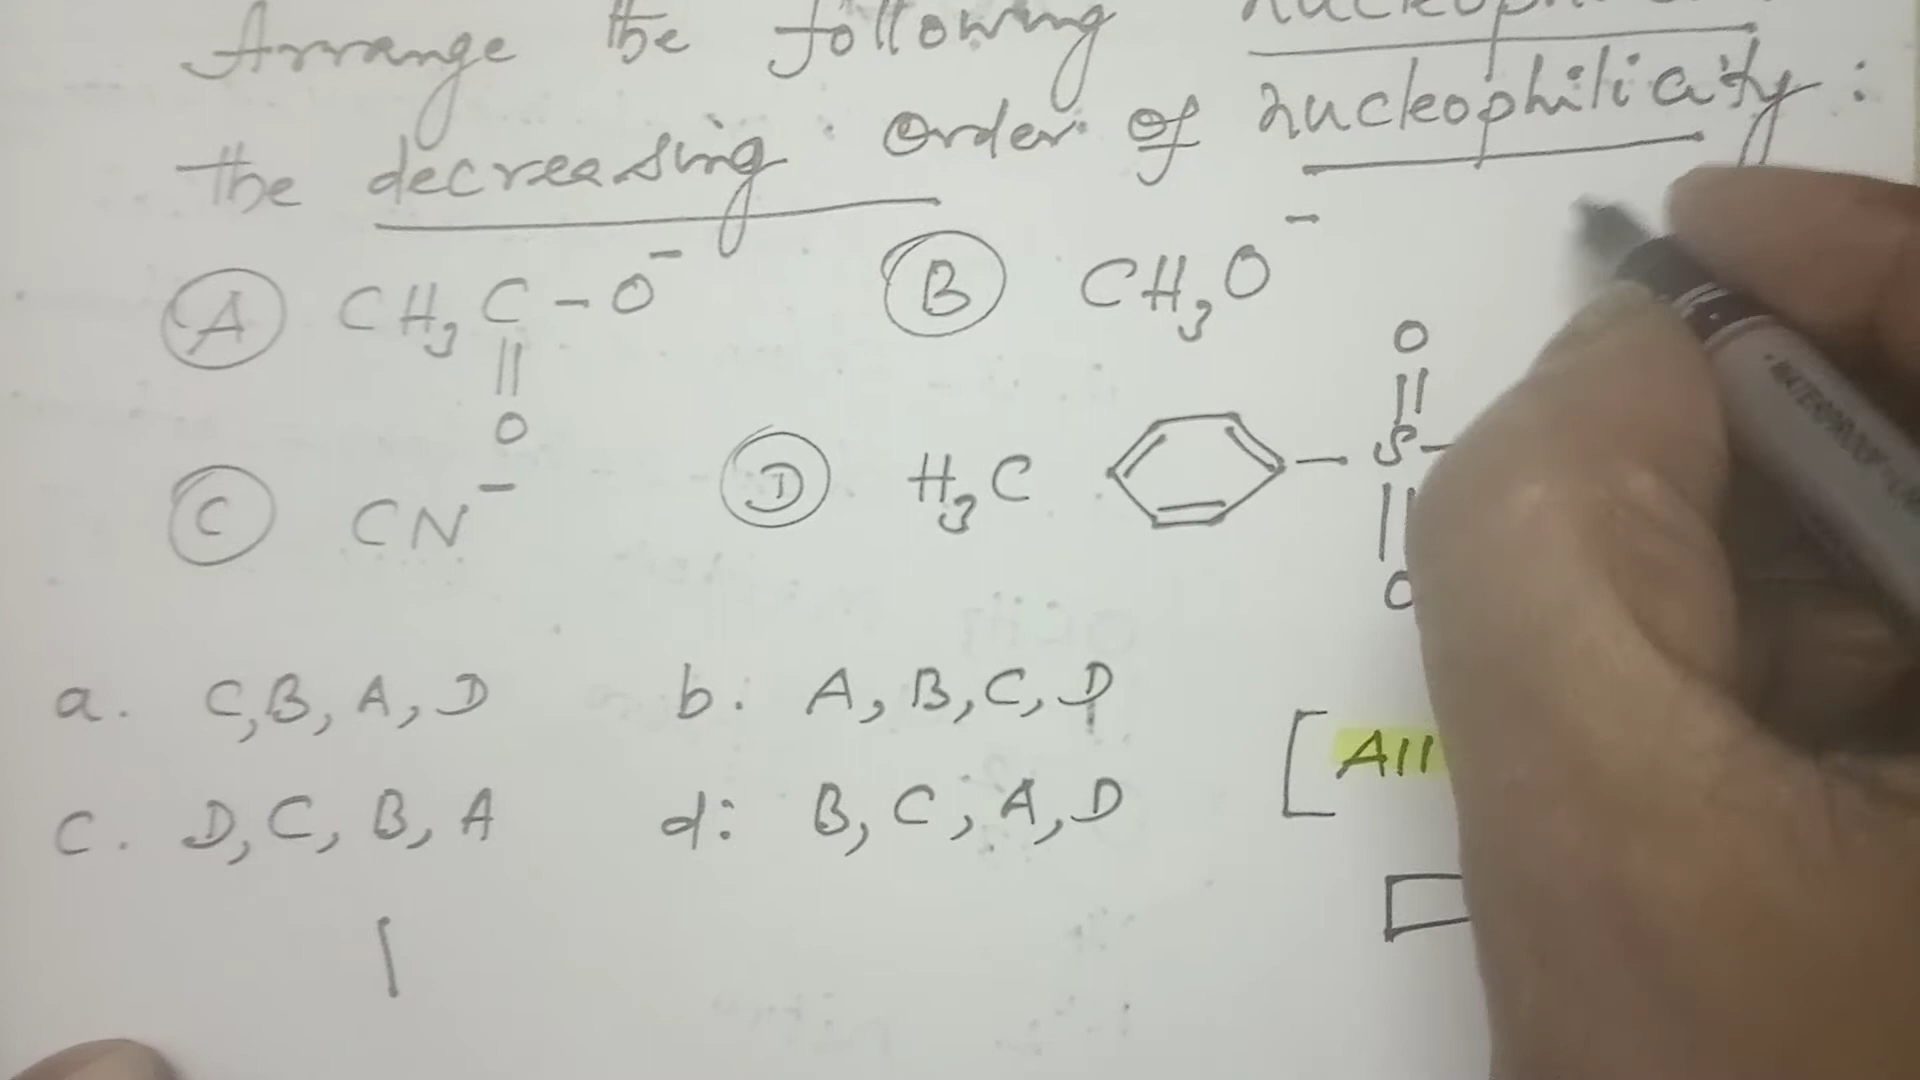 Arrange the following
the decreasing order of nucleophilicity:
A CH3C-O⁻ B CH3O⁻
|| O
O ||
C CN⁻ D H3C S-
||
O
a. C,B, A, D b. A, B, C, D
[All
c. D, C, B, A d: B, C, A, D